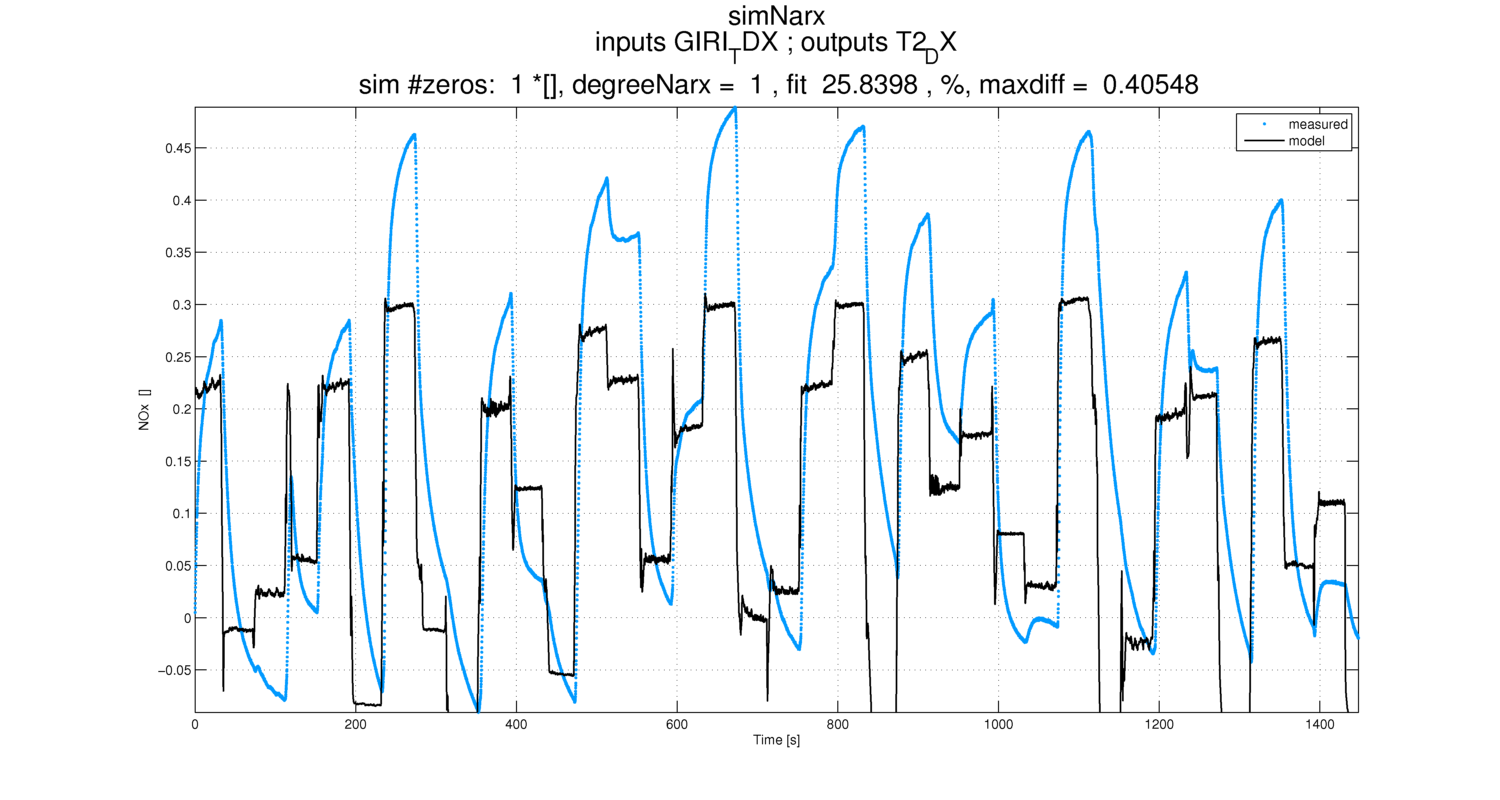 simNarx
inputs GIRI_TDX ; outputs T2_DX
sim #zeros:  1 *[], degreeNarx =  1 , fit  25.8398 , %, maxdiff =  0.40548
measured
model
0.45
0.4
0.35
0.3
0.25
0.2
0.15
0.1
0.05
0
−0.05
NOx  []
0 200 400 600 800 1000 1200 1400
Time [s]